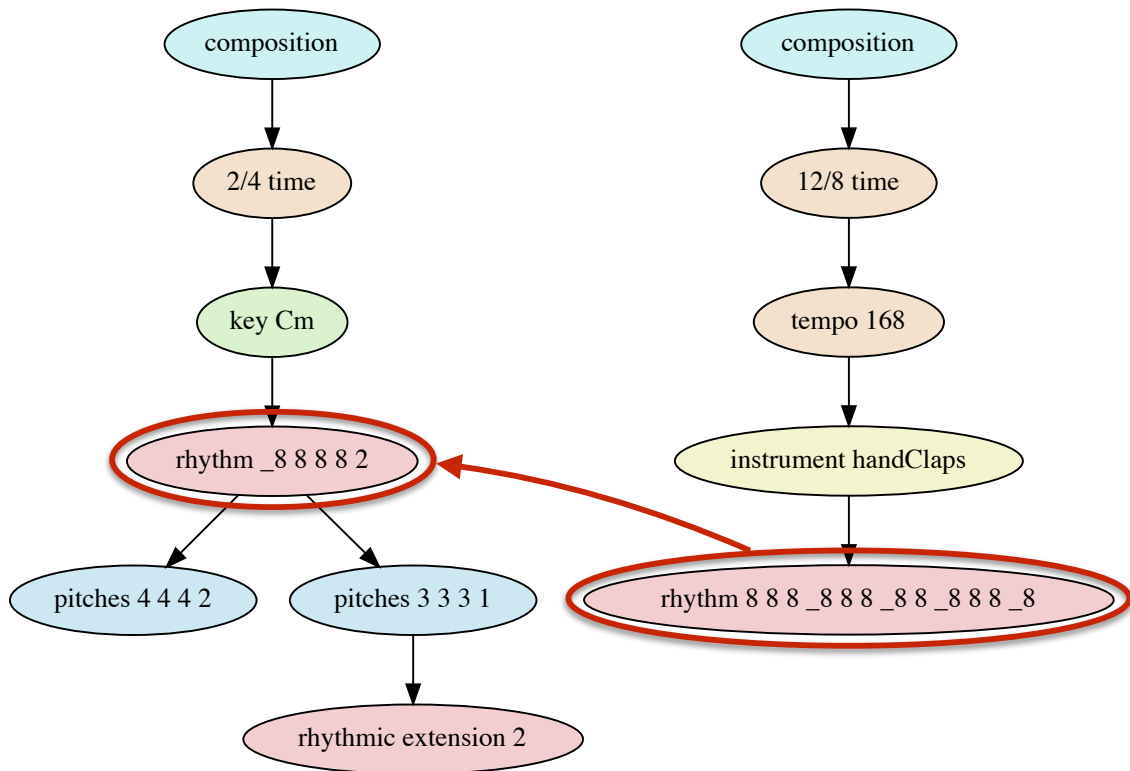 composition
2/4 time
key Cm
rhythm _8 8 8 8 2
pitches 4 4 4 2
pitches 3 3 3 1
rhythmic extension 2
composition
12/8 time
tempo 168
instrument handClaps
rhythm 8 8 8 _8 8 8 _8 8 _8 8 8 _8